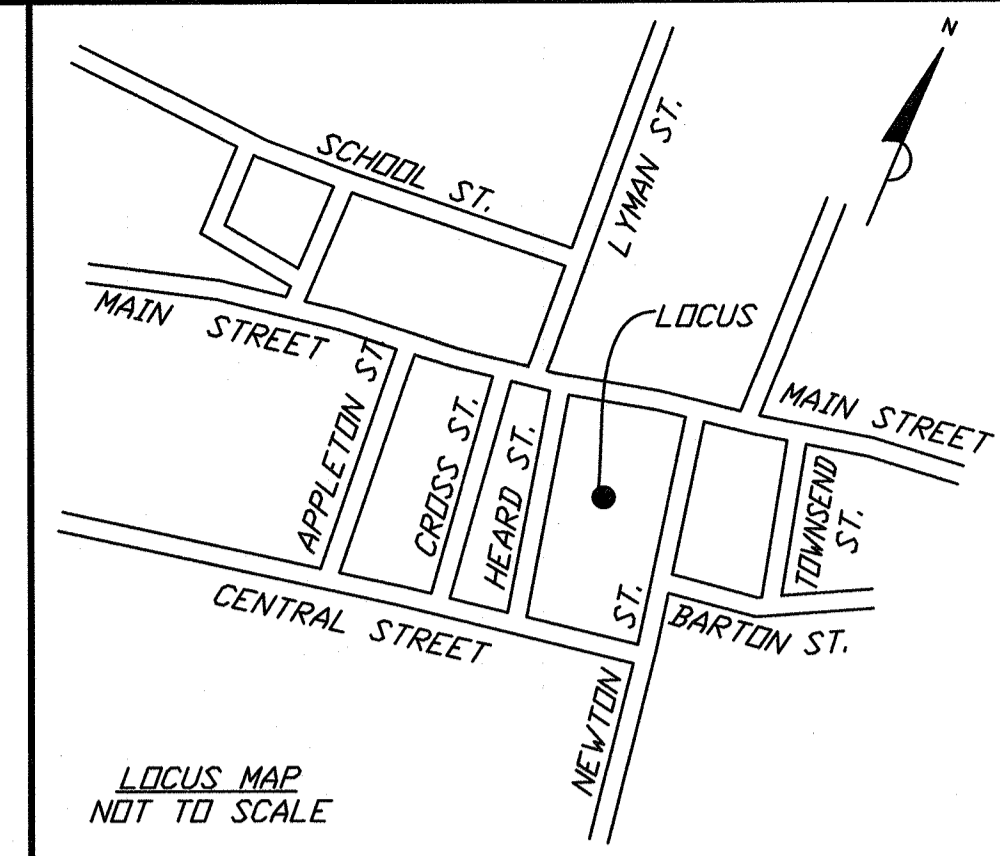 N
SCHOOL ST.
LYMAN ST.
LOCUS
MAIN STREET
APPLETON ST.
MAIN STREET
CROSS ST.
HEARD ST.
TOWNSEND
ST.
CENTRAL STREET
NEWTON ST.
BARTON ST.
LOCUS MAP
NOT TO SCALE